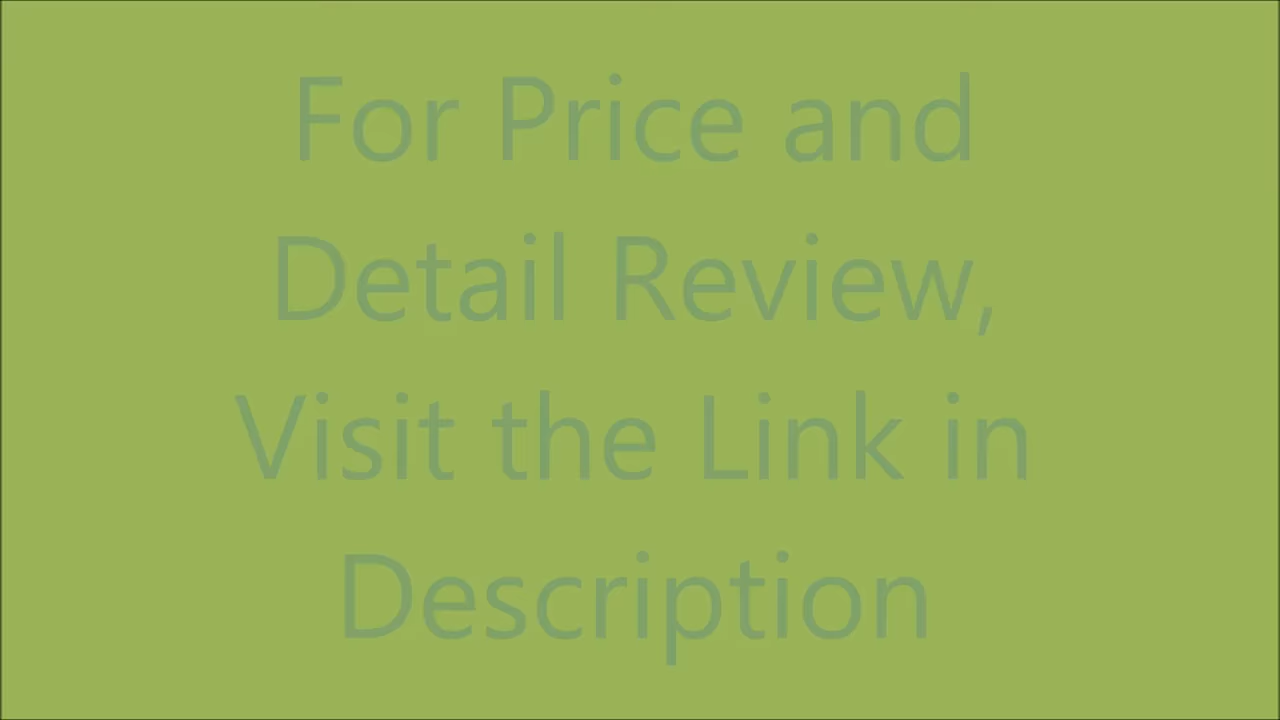 For Price and
Detail Review,
Visit the Link in
Description